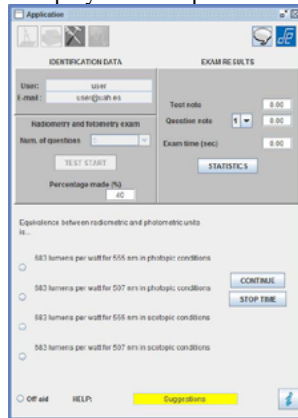 Application
IDENTIFICATION DATA
EXAM RESULTS
User:
user
E-mail:
user@uah.es
Radiometry and fotometry exam
Num. of questions
TEST START
Percentage made (%)
40
Test note
0.00
Question note
1
0.00
Exam time (sec)
0.00
STATISTICS
Equivalence between radiometric and photometric units
is...
683 lumens per watt for 555 nm in photopic conditions
683 lumens per watt for 507 nm in photopic conditions
683 lumens per watt for 555 nm in scotopic conditions
683 lumens per watt for 507 nm in scotopic conditions
CONTINUE
STOP TIME
Off aid
HELP:
Suggestions